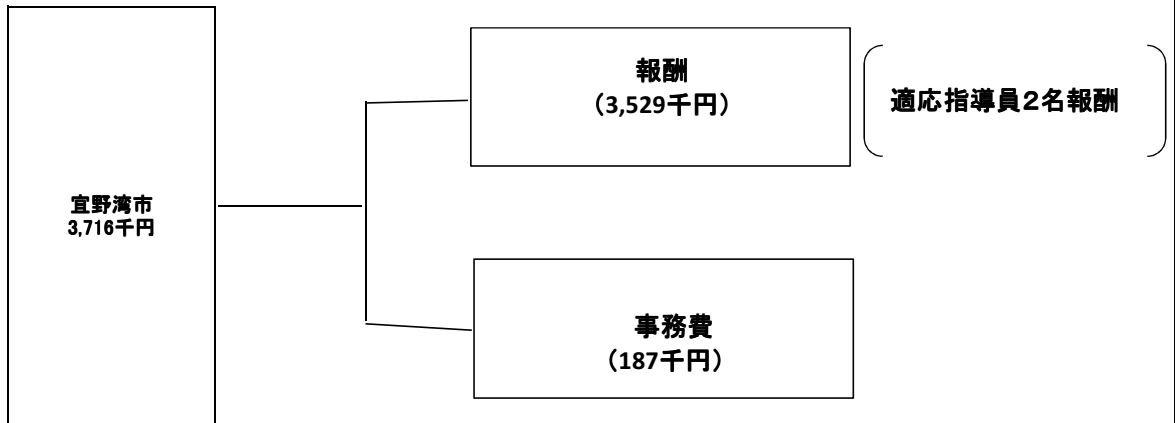 宜野湾市
3,716千円
報酬
（3,529千円）
適応指導員２名報酬
事務費
（187千円）